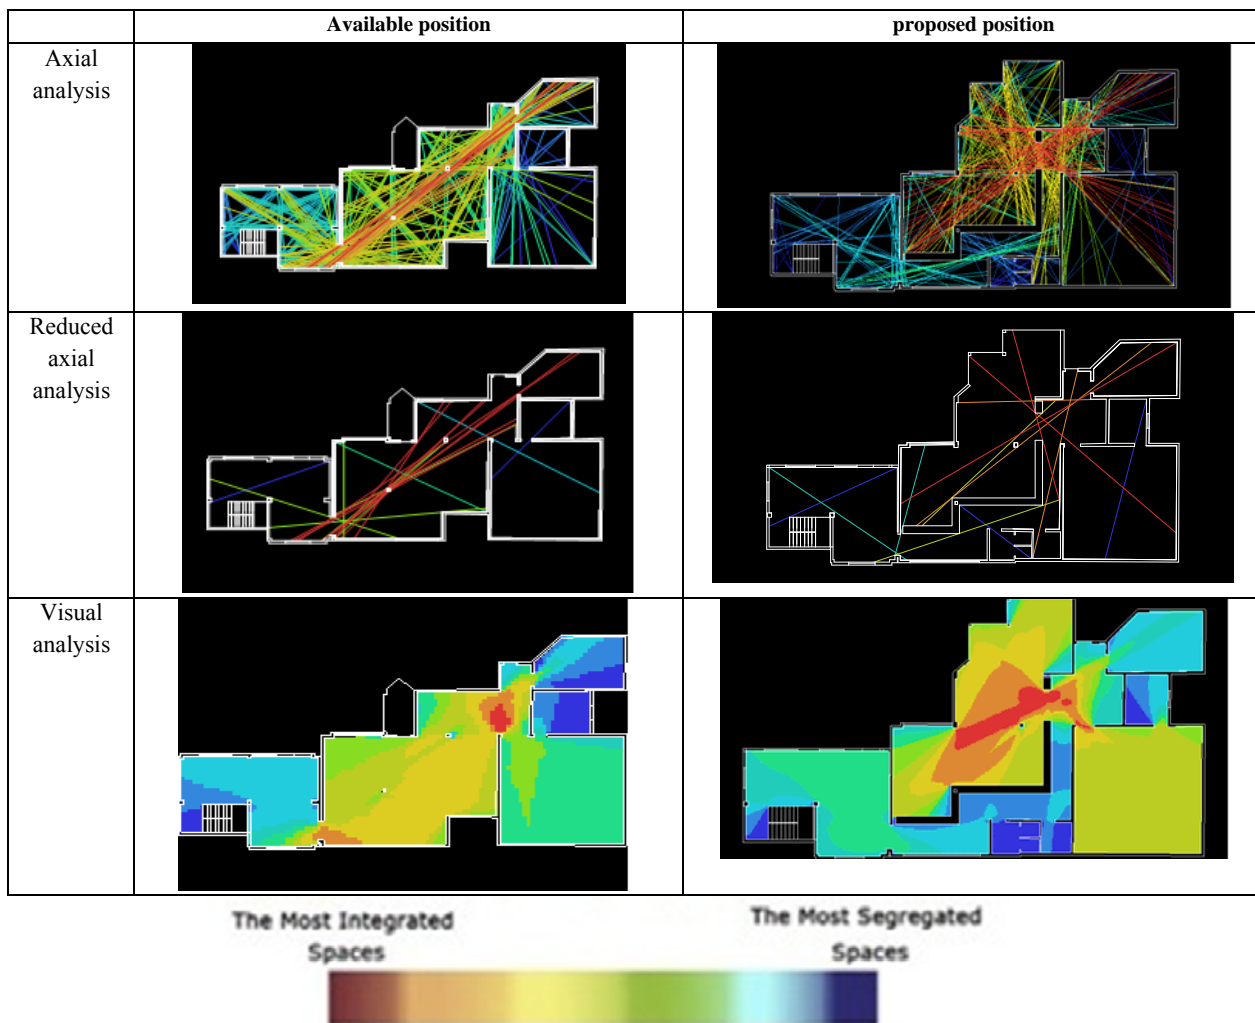 Available position
proposed position
Axial
analysis
Reduced
axial
analysis
Visual
analysis
The Most Integrated
Spaces
The Most Segregated
Spaces